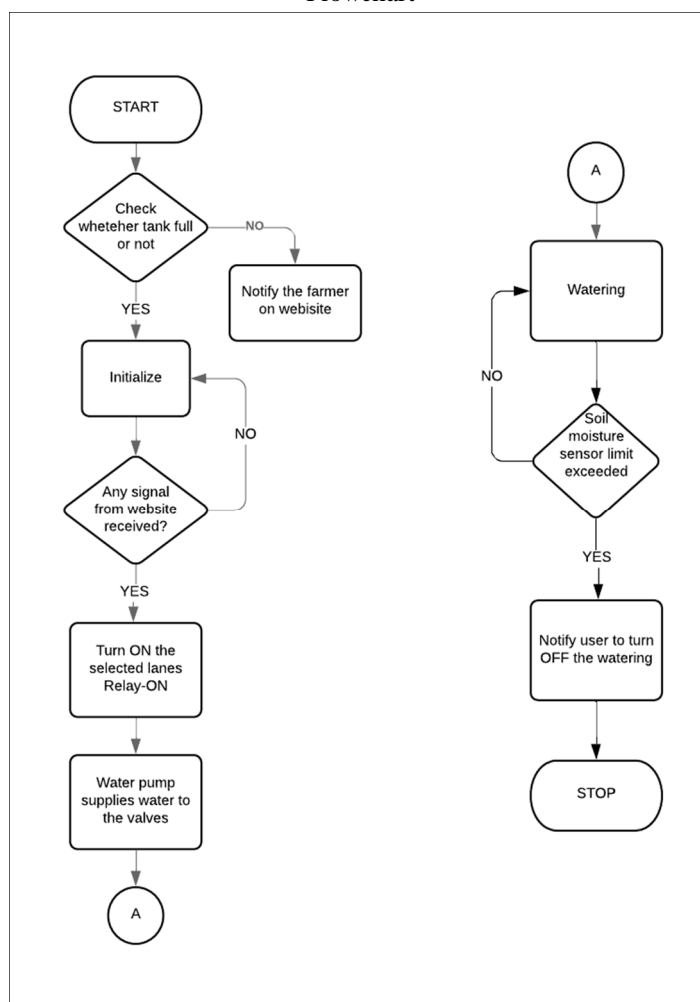 START
Check
wheteher tank full
or not
NO
Notify the farmer
on webisite
YES
Initialize
NO
Any signal
from website
received?
YES
Turn ON the
selected lanes
Relay-ON
Water pump
supplies water to
the valves
A
A
Watering
NO
Soil
moisture
sensor limit
exceeded
YES
Notify user to turn
OFF the watering
STOP